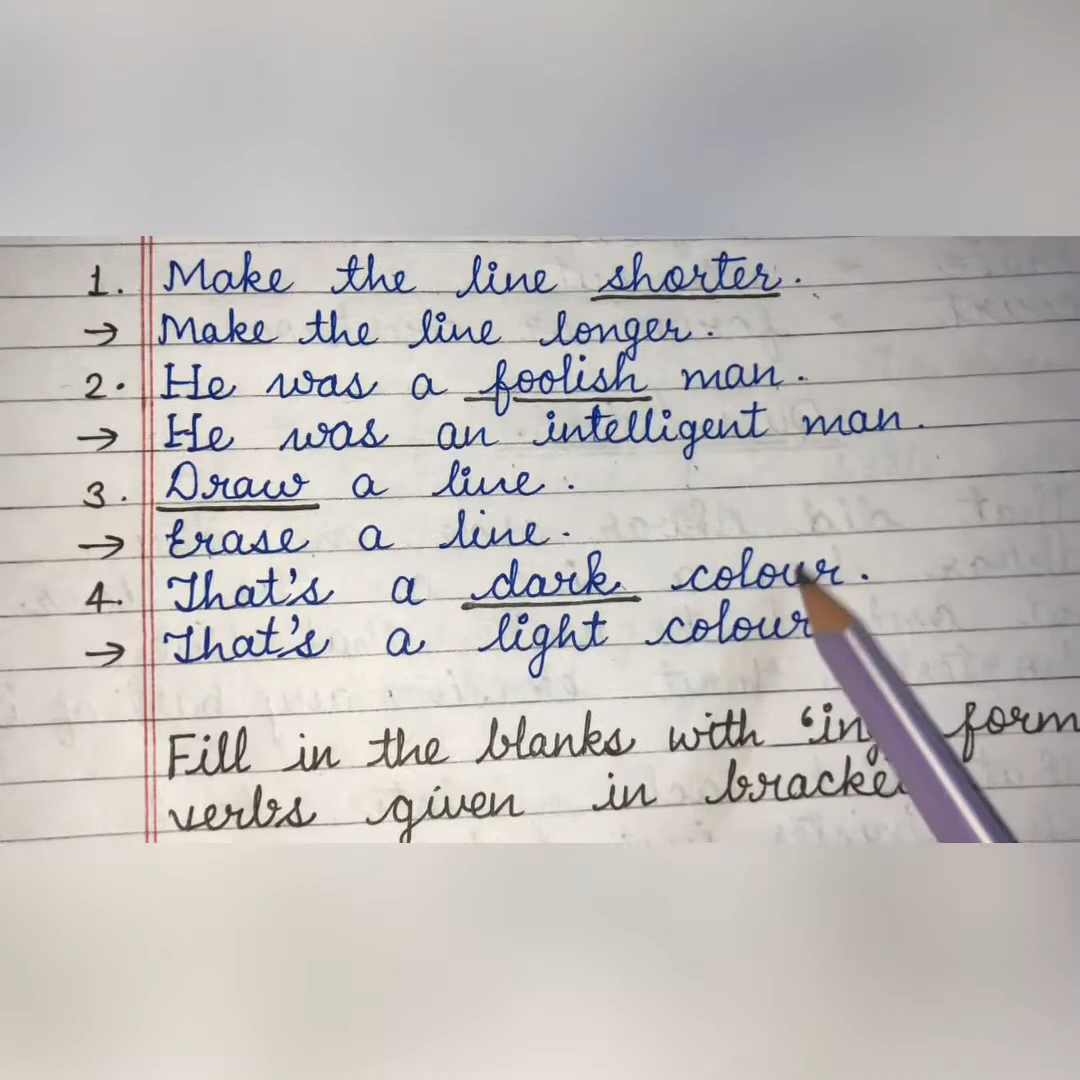 1. Make the line shorter.
→ Make the line longer.
2. He was a foolish man.
→ He was an intelligent man.
3. Draw a line.
→ Erase a line.
4. That's a dark colour.
→ That's a light colour
Fill in the blanks with 'ing form
verbs given in